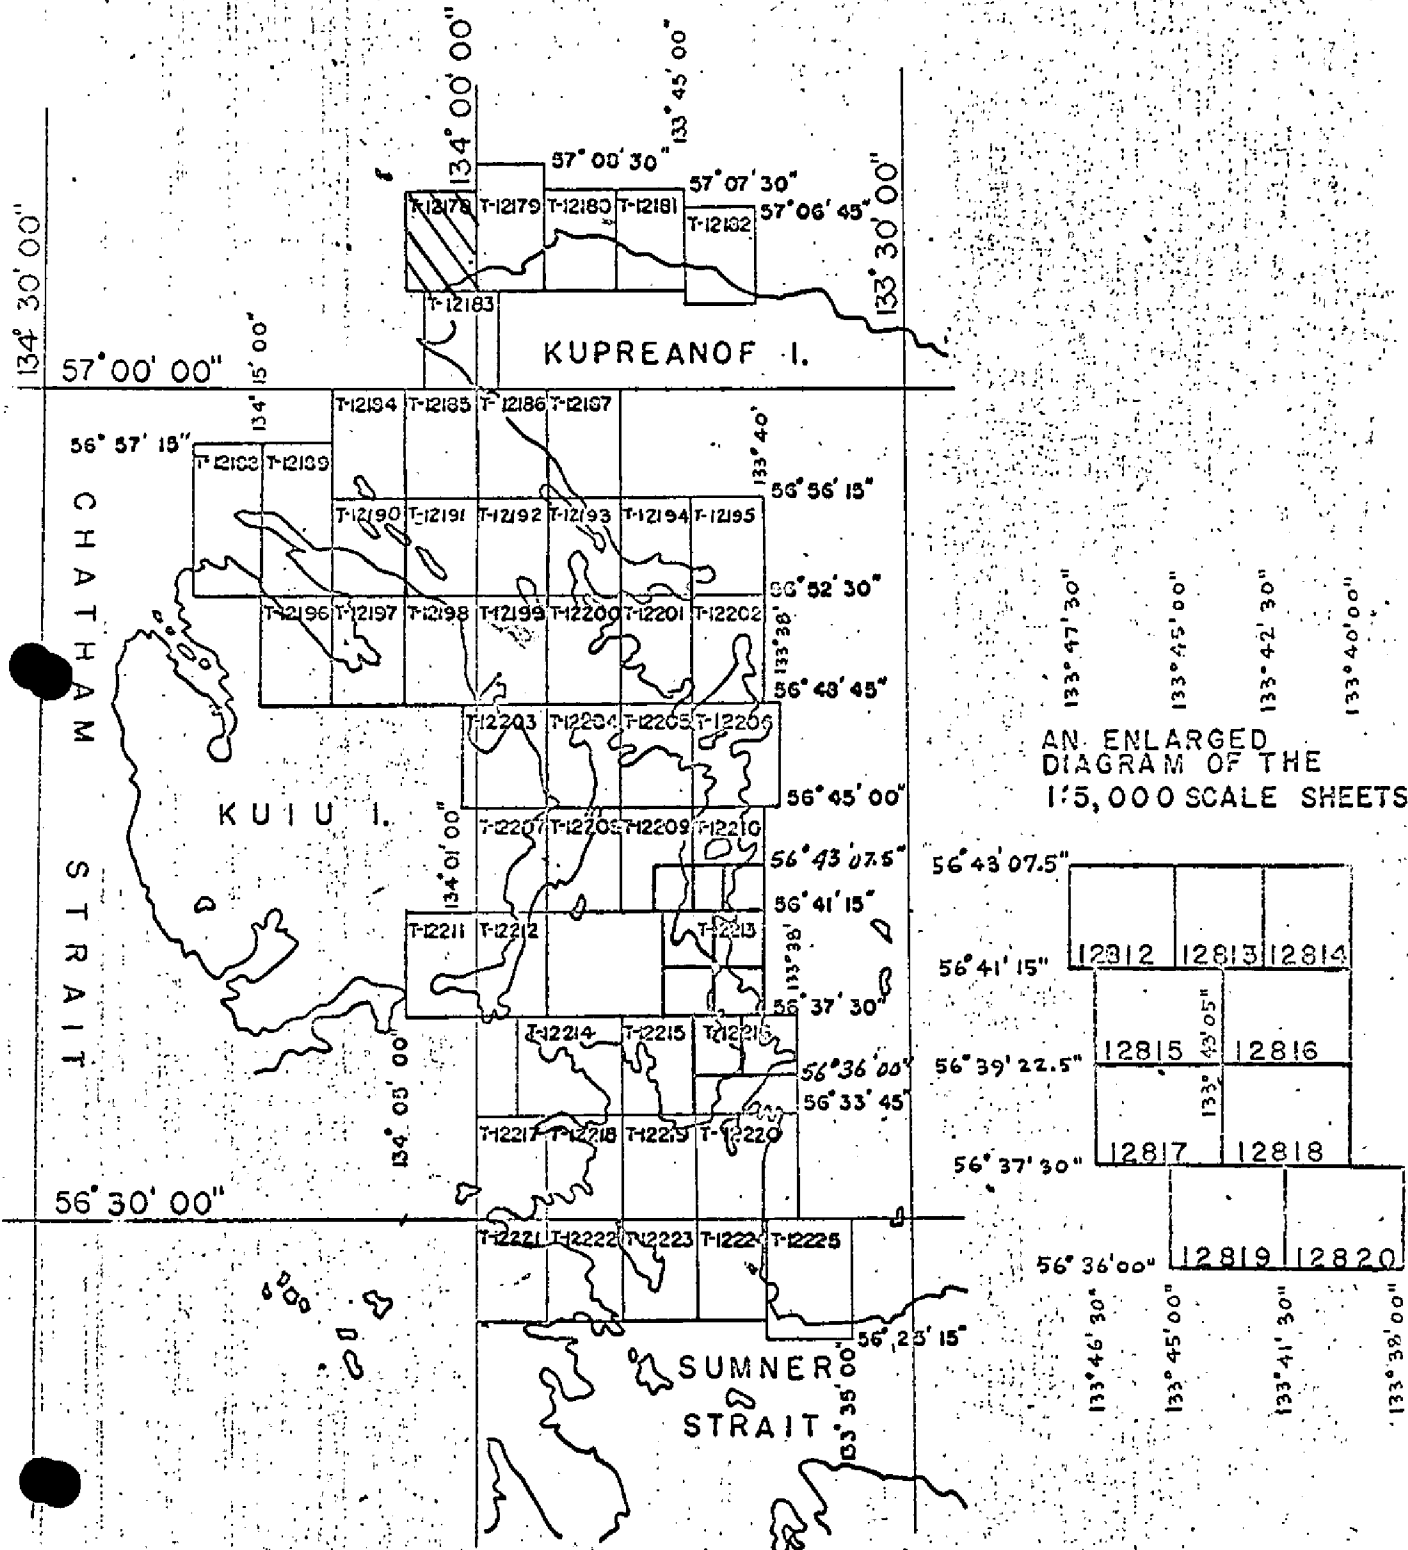 134° 00' 00"
133° 45' 00"
57° 08' 30"
57° 07' 30"
57° 06' 45"
134° 30' 00"
133° 30' 00"
T-12178 T-12179 T-12180 T-12181
T-12182
T-12183
KUPREANOF I.
134° 15' 00"
57° 00' 00"
T-12184 T-12185 T-12186 T-12187
56° 57' 15"
T-12188 T-12189
133° 40'
56° 56' 15"
T-12190 T-12191 T-12192 T-12193 T-12194 T-12195
56° 52' 30"
T-12196 T-12197 T-12198 T-12199 T-12200 T-12201 T-12202
133° 38'
56° 48' 45"
T-12203 T-12204 T-12205 T-12206
CHATHAM STRAIT
KUIU I.
56° 45' 00"
T-12207 T-12208 T-12209 T-12210
134° 01' 00"
56° 43' 07.5"
56° 41' 15"
T-12211 T-12212 T-12213
133° 38'
56° 37' 30"
T-12214 T-12215 T-12216
56° 36' 00"
134° 05' 00"
56° 33' 45"
T-12217 T-12218 T-12219 T-12220
56° 30' 00"
T-12221 T-12222 T-12223 T-12224 T-12225
56° 23' 15"
133° 35' 00"
SUMNER
STRAIT
133° 47' 30"
133° 45' 00"
133° 42' 30"
133° 40' 00"
AN ENLARGED
DIAGRAM OF THE
1:5,000 SCALE SHEETS
56° 43' 07.5"
12812 12813 12814
56° 41' 15"
12815 12816
133° 43' 05"
56° 39' 22.5"
12817 12818
56° 37' 30"
12819 12820
56° 36' 00"
133° 46' 30"
133° 45' 00"
133° 41' 30"
133° 38' 00"